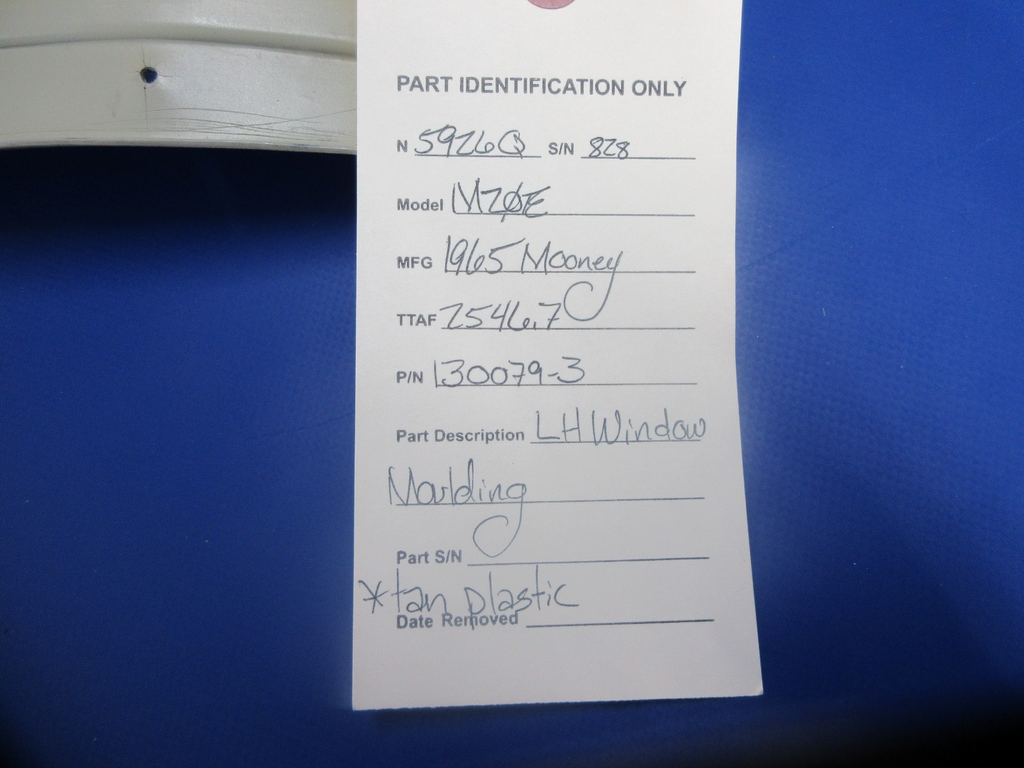 PART IDENTIFICATION ONLY
N 5926Q S/N 828
Model M20E
MFG 1965 Mooney
TTAF 2546.7
P/N 130079-3
Part Description LH Window
Moulding
Part S/N
*tan plastic
Date Removed